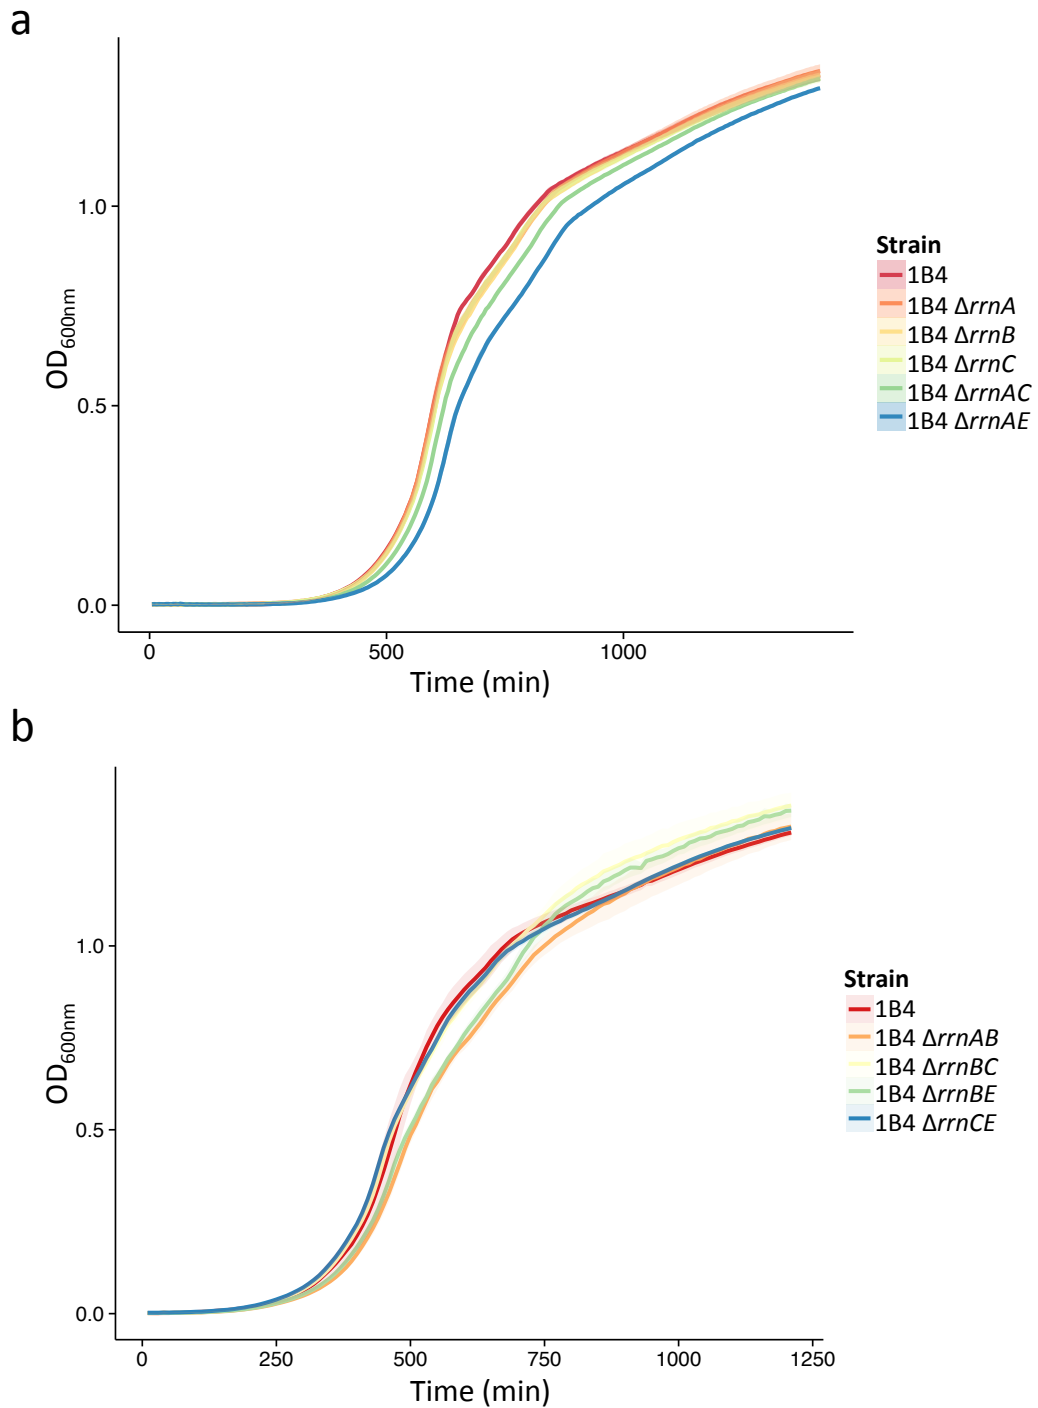 a
1.0
0.5
0.0
OD600nm
0
500
1000
Time (min)
Strain
1B4
1B4 ΔrrnA
1B4 ΔrrnB
1B4 ΔrrnC
1B4 ΔrrnAC
1B4 ΔrrnAE
b
1.0
0.5
0.0
OD600nm
0
250
500
750
1000
1250
Time (min)
Strain
1B4
1B4 ΔrrnAB
1B4 ΔrrnBC
1B4 ΔrrnBE
1B4 ΔrrnCE